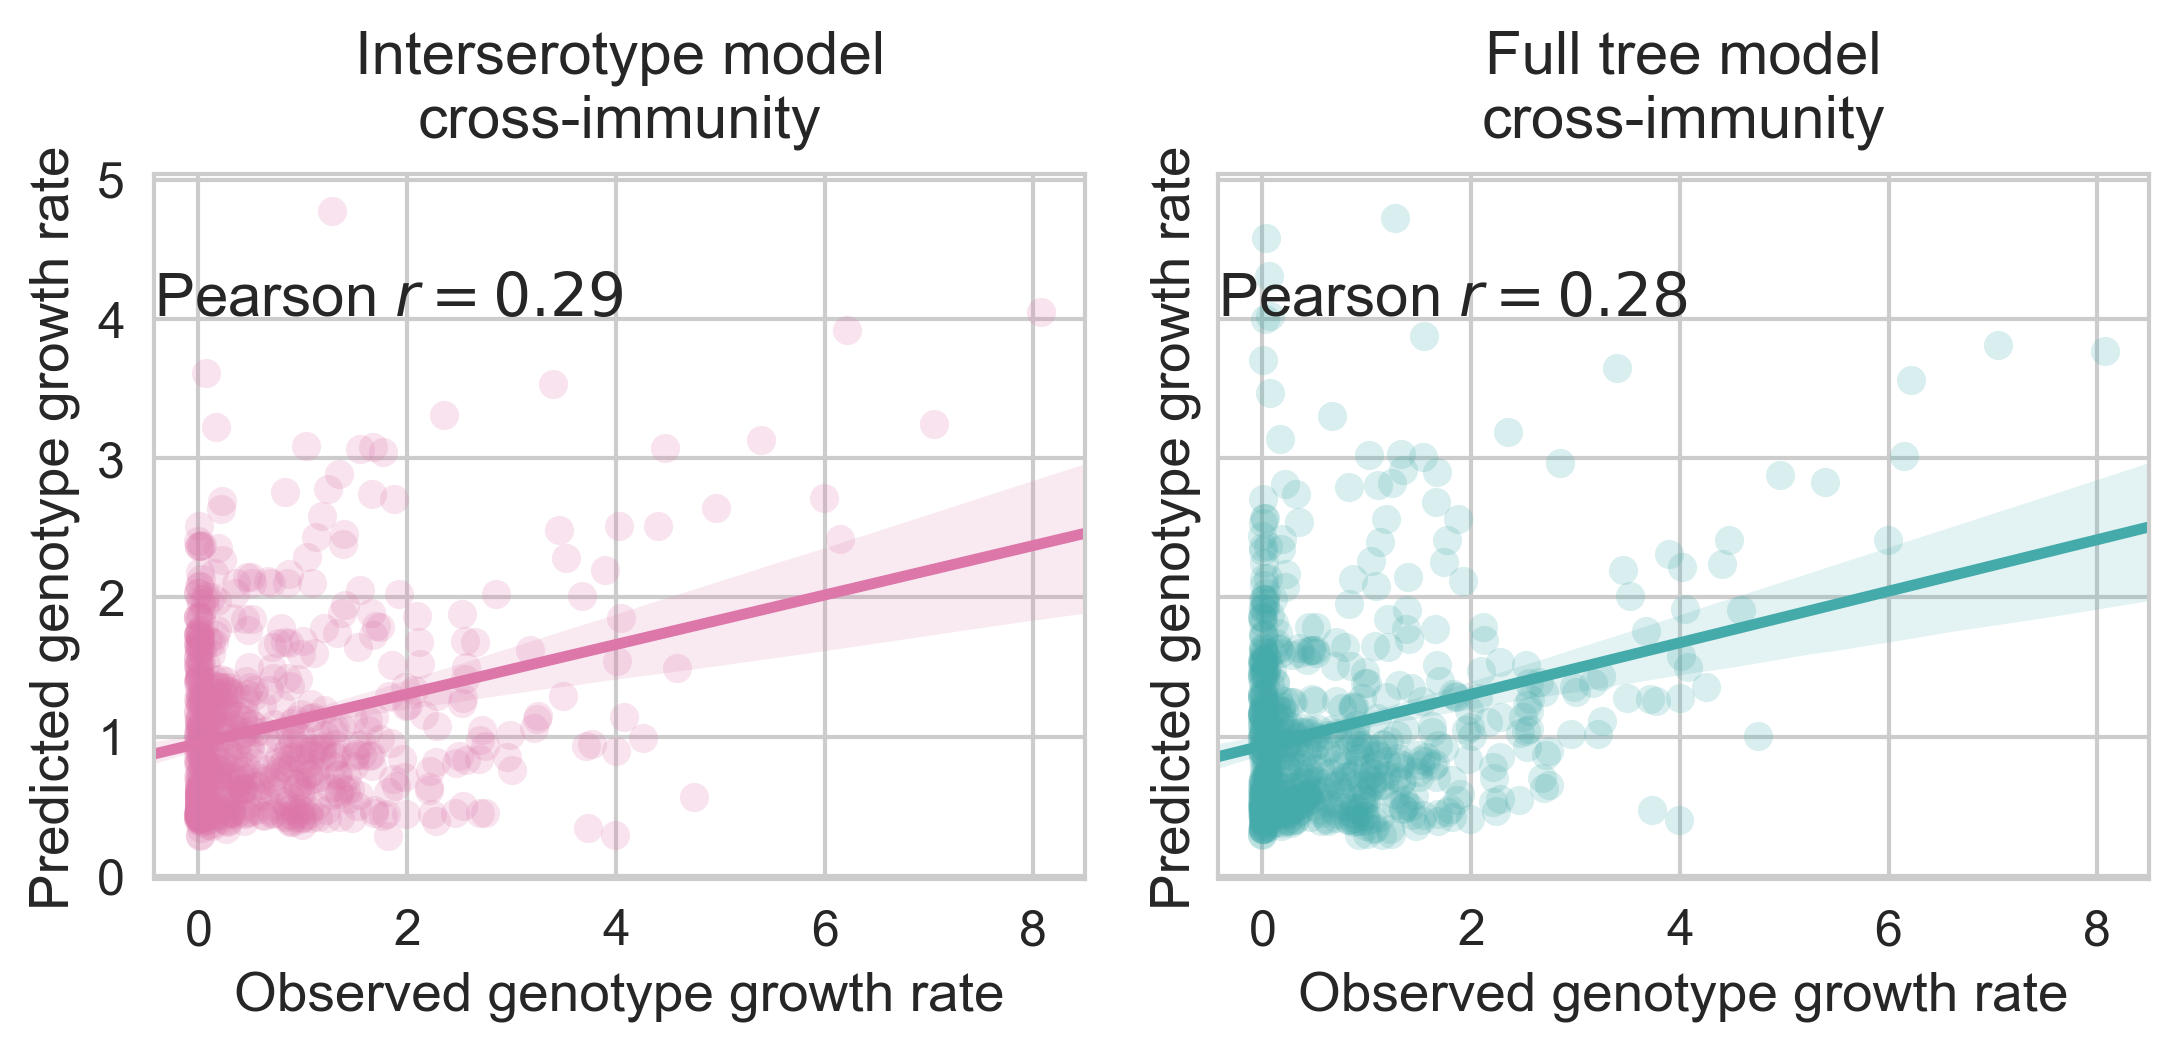 Interserotype model
cross-immunity
Predicted genotype growth rate
5
4
3
2
1
0
Pearson r = 0.29
0 2 4 6 8
Observed genotype growth rate
Full tree model
cross-immunity
Predicted genotype growth rate
Pearson r = 0.28
0 2 4 6 8
Observed genotype growth rate